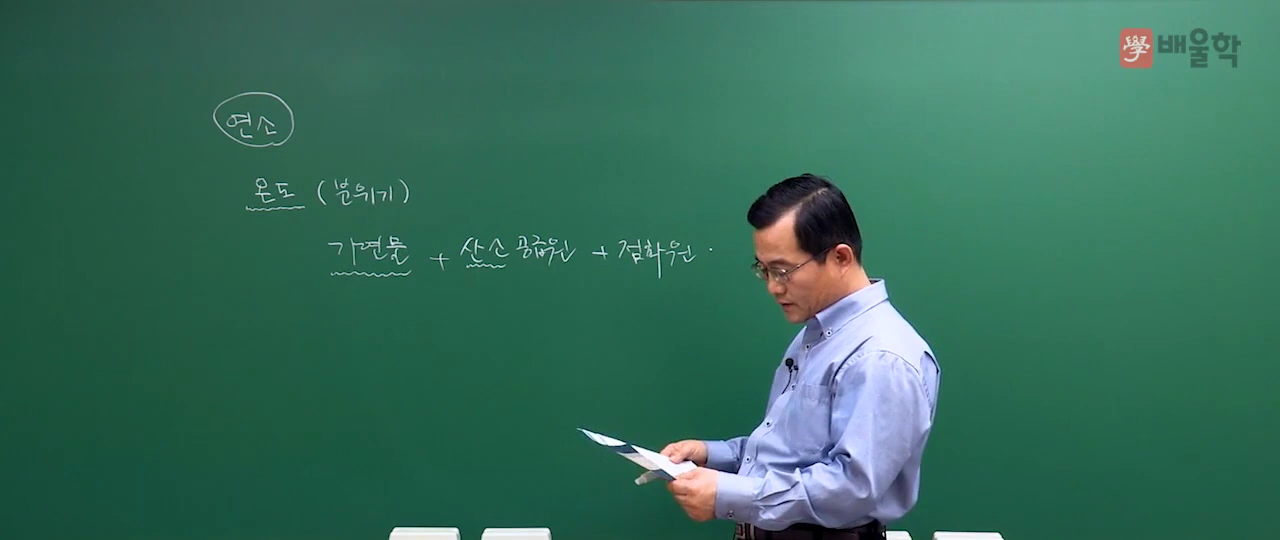 學 배울학
연소
온도 (분위기)
가연물 + 산소 공급원 + 점화원.